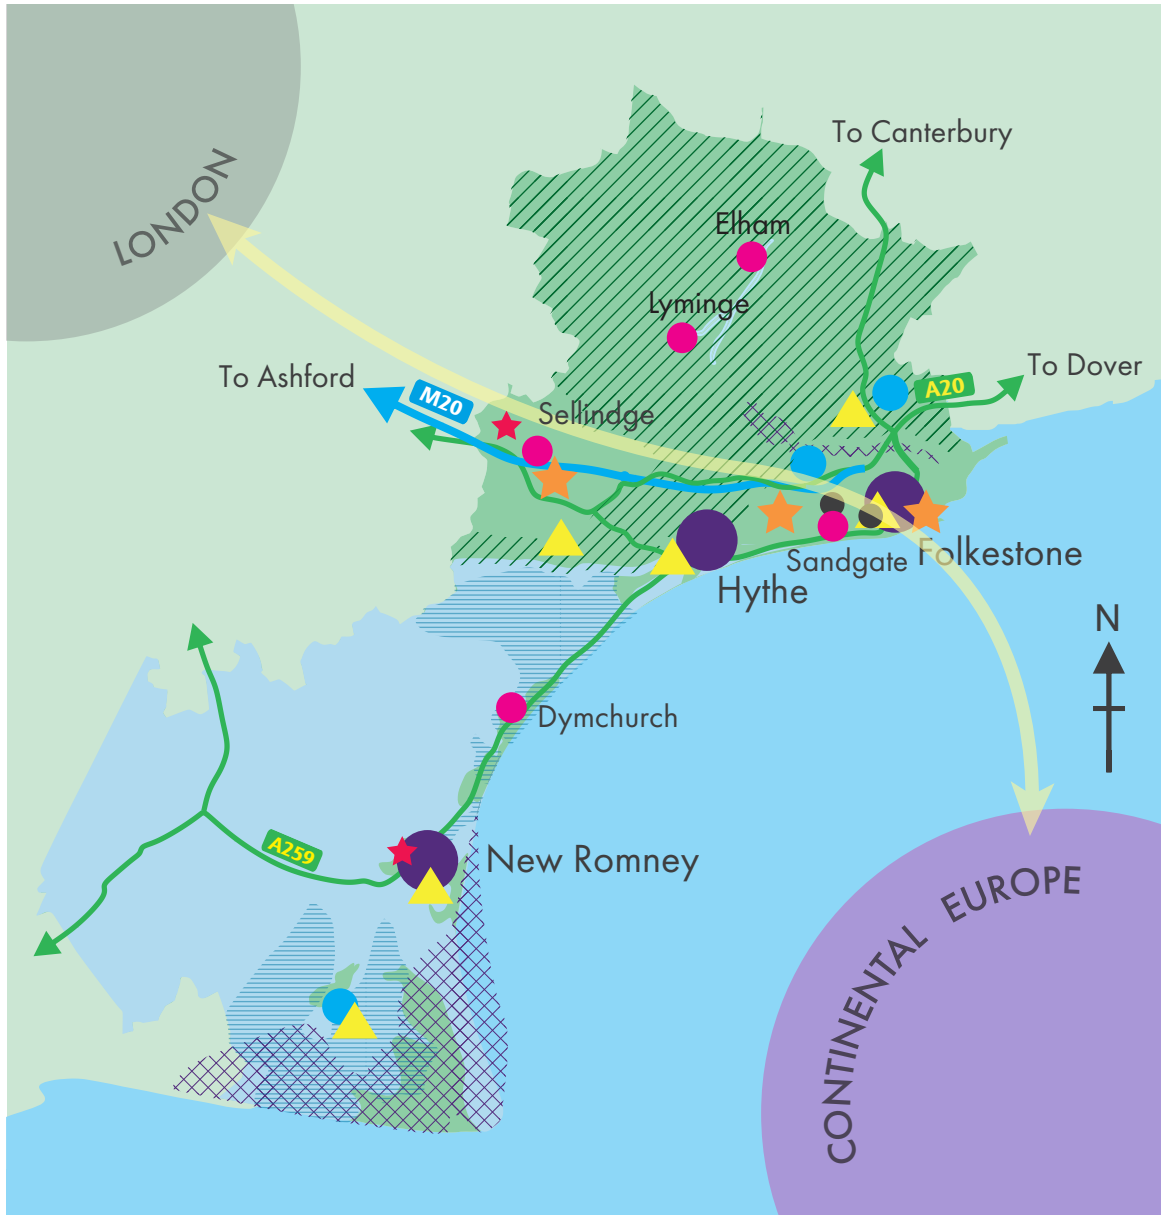 To Canterbury
LONDON
Elham
Lyminge
To Ashford
M20
To Dover
A20
Sellindge
Sandgate
Folkestone
Hythe
N
Dymchurch
A259
New Romney
CONTINENTAL EUROPE